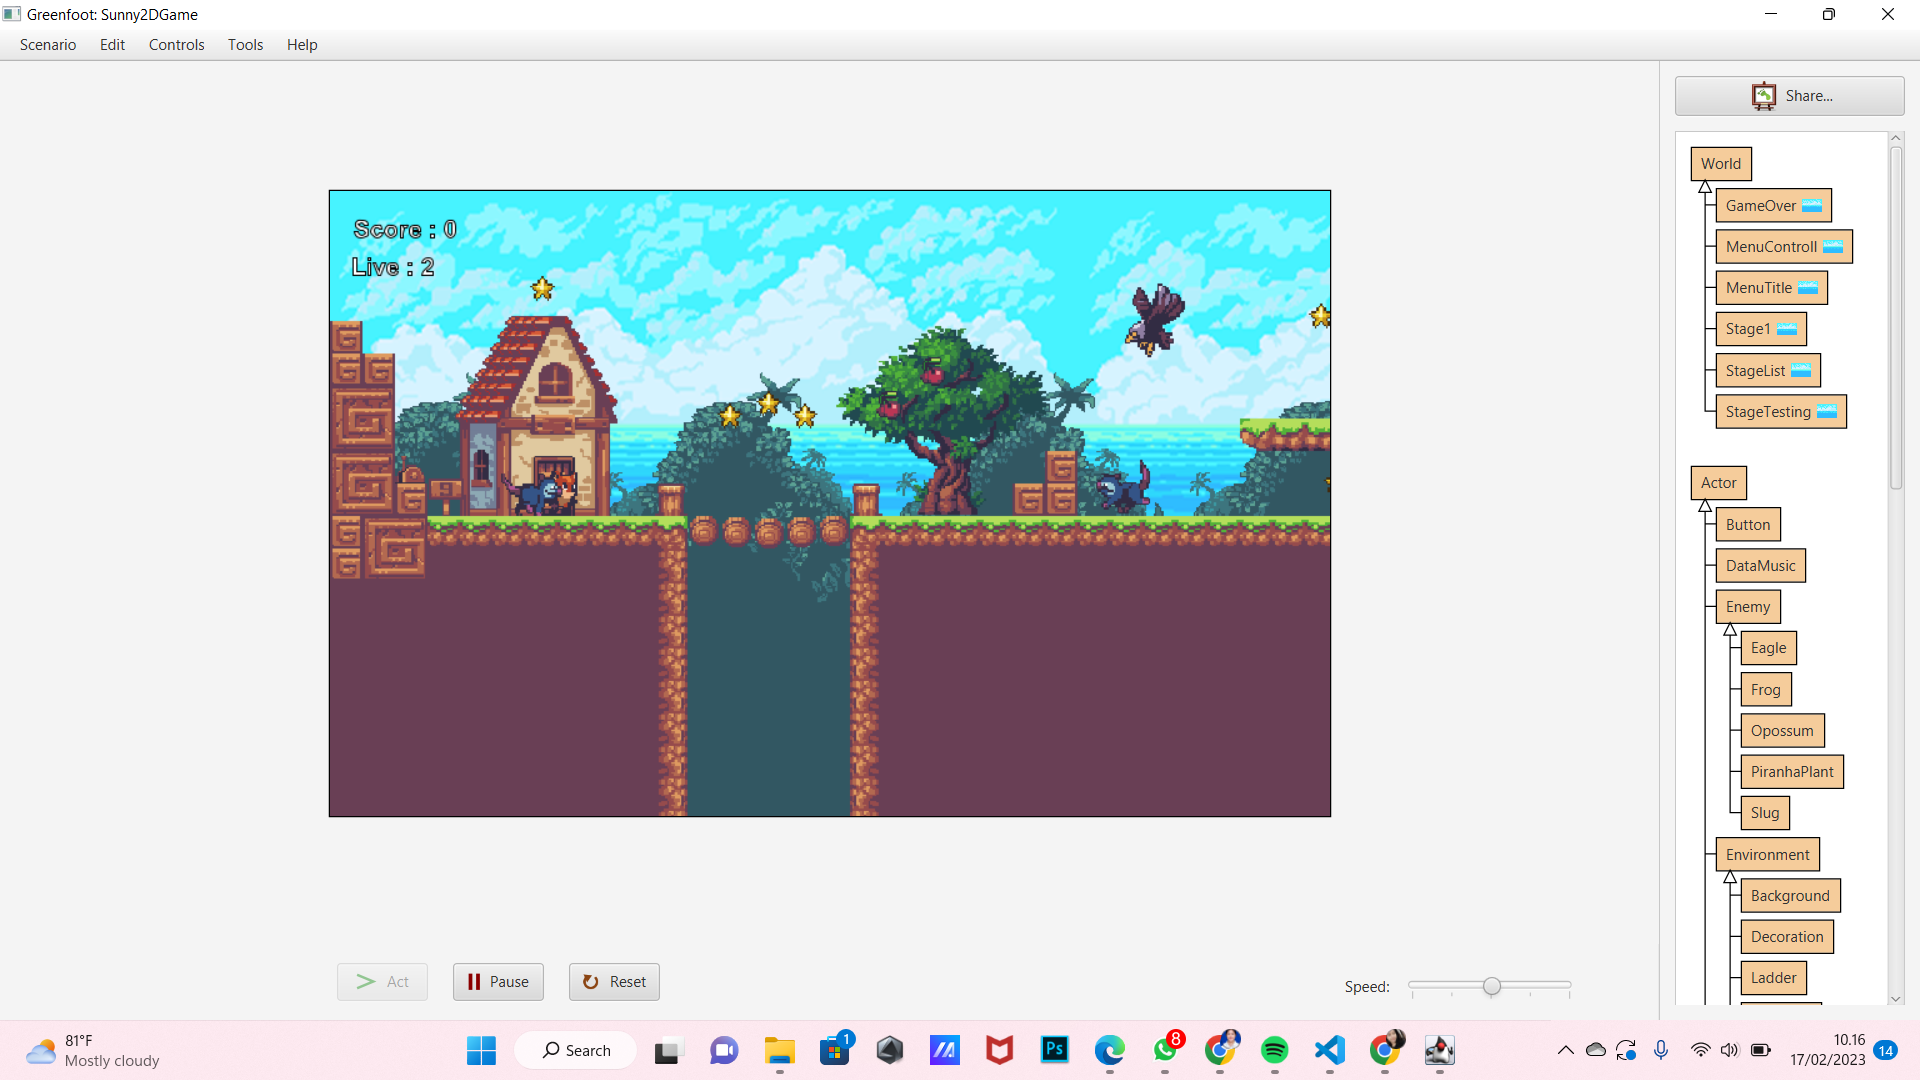 Greenfoot: Sunny2DGame
Scenario Edit Controls Tools Help
Share...
Score : 0
Live : 2
World
GameOver
MenuControll
MenuTitle
Stage1
StageList
StageTesting
Actor
Button
DataMusic
Enemy
Eagle
Frog
Opossum
PiranhaPlant
Slug
Environment
Background
Decoration
Ladder
Act
Pause
Reset
Speed:
81°F
Mostly cloudy
Search
1
Ps
8
10.16
17/02/2023
14